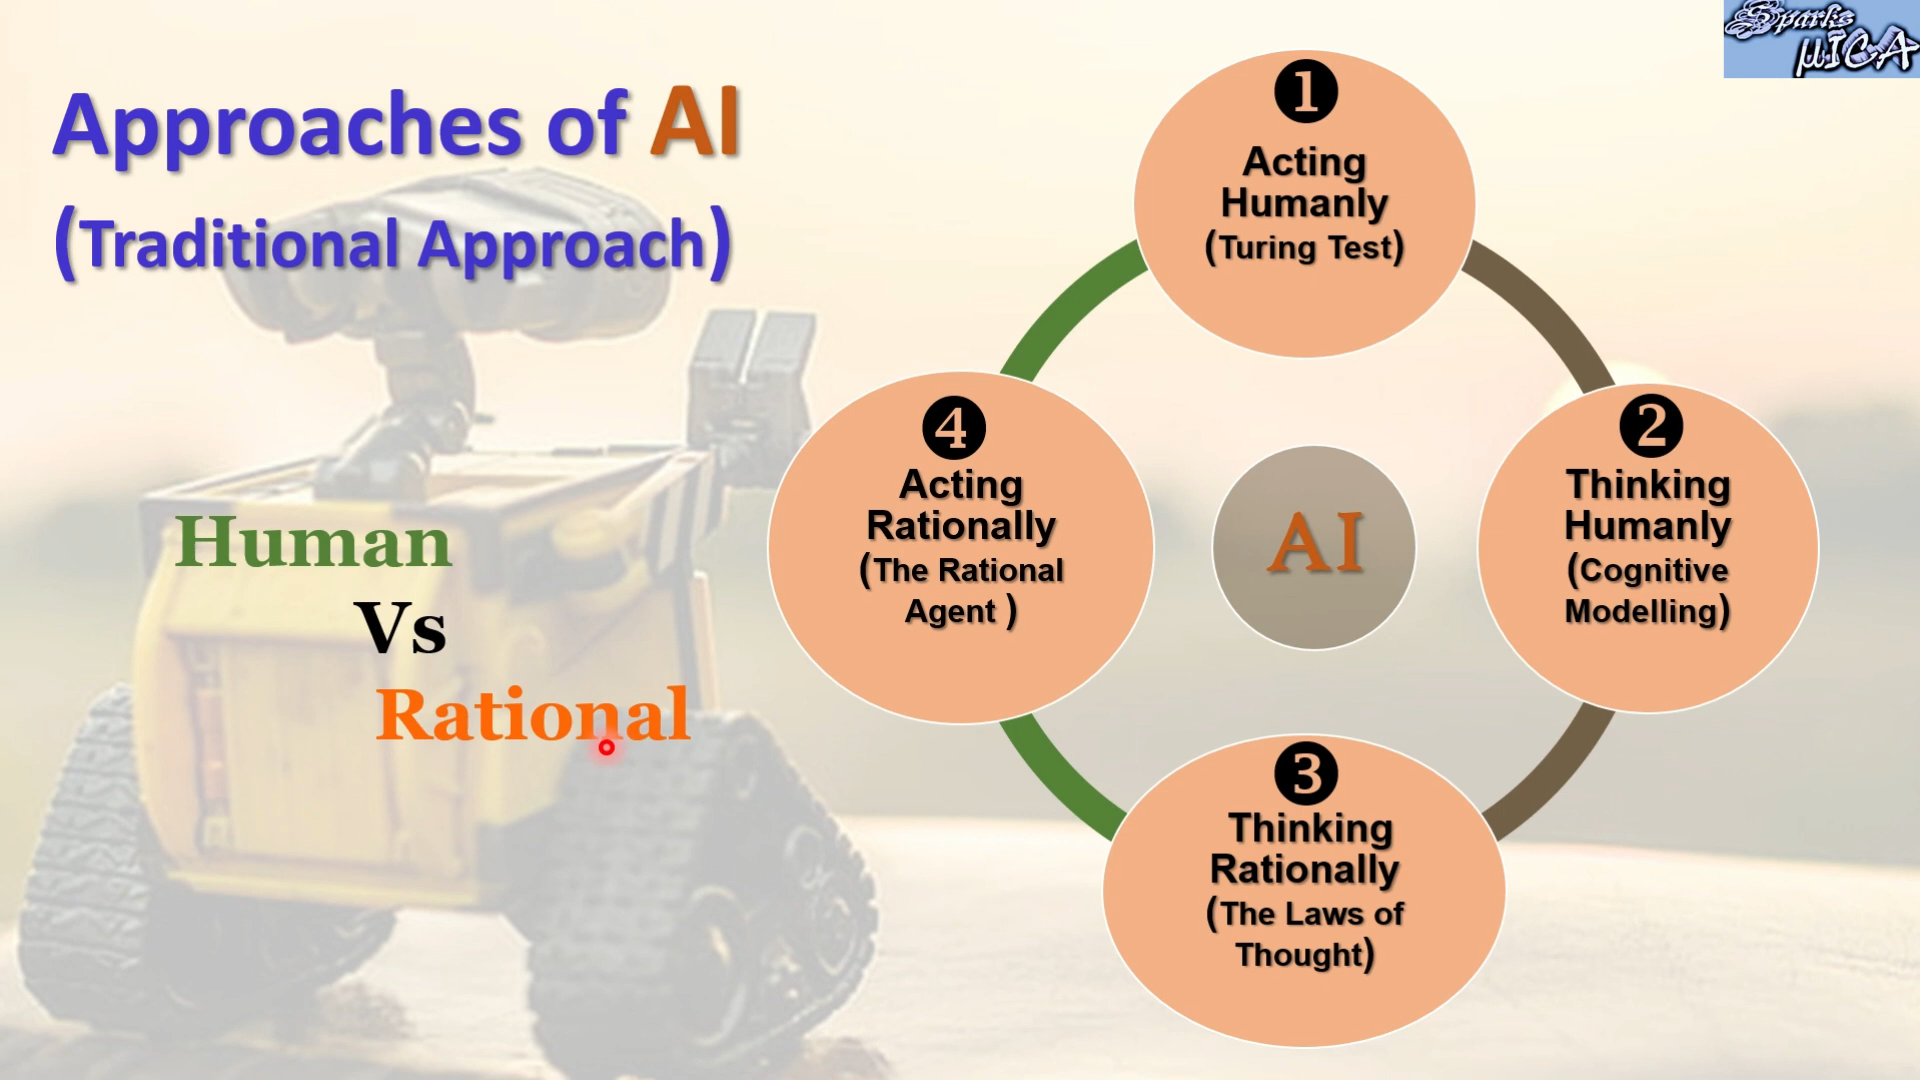 Sparks
µICA
Approaches of AI
(Traditional Approach)
Human
Vs
Rational
1
Acting
Humanly
(Turing Test)
2
Thinking
Humanly
(Cognitive
Modelling)
3
Thinking
Rationally
(The Laws of
Thought)
4
Acting
Rationally
(The Rational
Agent )
AI